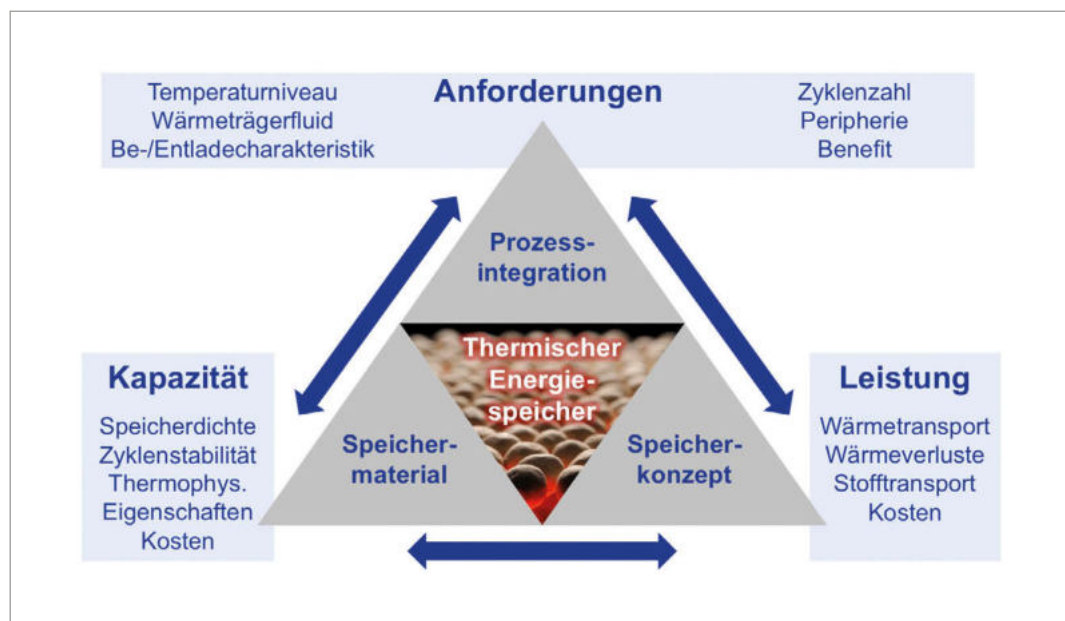 Anforderungen
Temperaturniveau
Wärmeträgerfluid
Be-/Entladecharakteristik
Zyklenzahl
Peripherie
Benefit
Prozess-
integration
Thermischer
Energie-
speicher
Kapazität
Speicherdichte
Zyklenstabilität
Thermophys.
Eigenschaften
Kosten
Speicher-
material
Speicher-
konzept
Leistung
Wärmetransport
Wärmeverluste
Stofftransport
Kosten